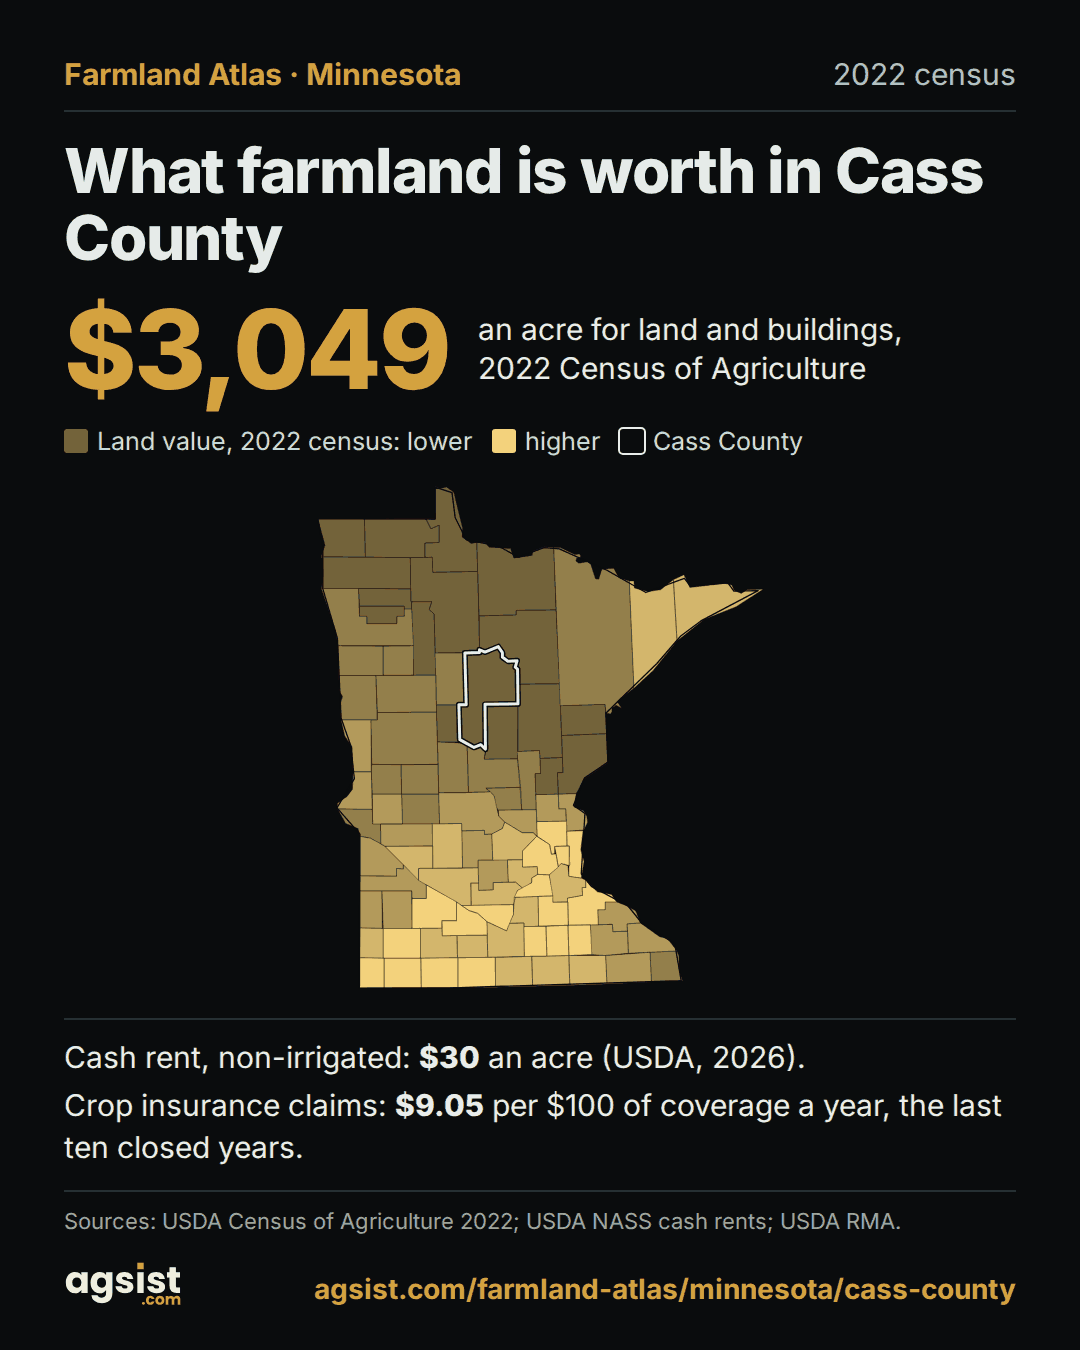 Farmland Atlas · Minnesota
2022 census
What farmland is worth in Cass
County
$3,049
an acre for land and buildings,
2022 Census of Agriculture
Land value, 2022 census: lower
higher
Cass County
Cash rent, non-irrigated: $30 an acre (USDA, 2026).
Crop insurance claims: $9.05 per $100 of coverage a year, the last
ten closed years.
Sources: USDA Census of Agriculture 2022; USDA NASS cash rents; USDA RMA.
agsist
.com
agsist.com/farmland-atlas/minnesota/cass-county